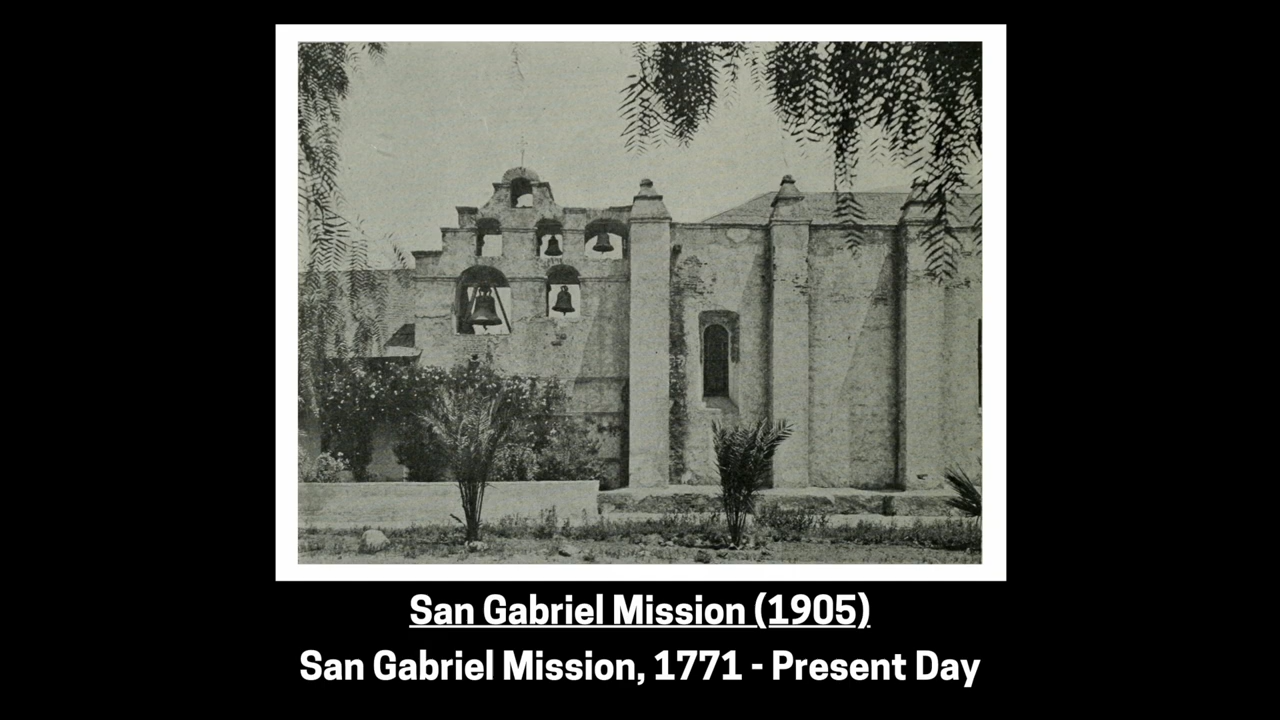 San Gabriel Mission (1905)
San Gabriel Mission, 1771 - Present Day